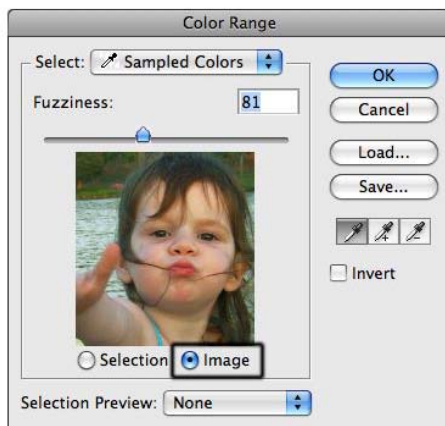 Color Range
Select: Sampled Colors
Fuzziness: 81
Selection Image
Selection Preview: None
OK
Cancel
Load...
Save...
Invert